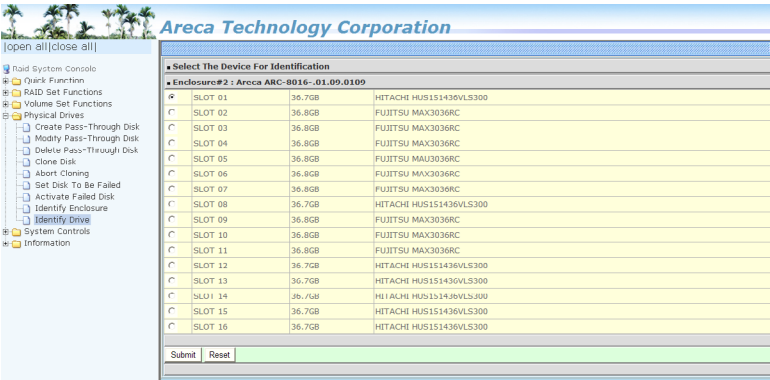 Areca Technology Corporation
|open all|close all|
Raid System Console
Quick Function
RAID Set Functions
Volume Set Functions
Physical Drives
Create Pass-Through Disk
Modify Pass-Through Disk
Delete Pass-Through Disk
Clone Disk
Abort Cloning
Set Disk To Be Failed
Activate Failed Disk
Identify Enclosure
Identify Drive
System Controls
Information
Select The Device For Identification
Enclosure#2 : Areca ARC-8016-.01.09.0109
SLOT 01 36.7GB HITACHI HUS151436VLS300
SLOT 02 36.8GB FUJITSU MAX3036RC
SLOT 03 36.8GB FUJITSU MAX3036RC
SLOT 04 36.8GB FUJITSU MAX3036RC
SLOT 05 36.8GB FUJITSU MAU3036RC
SLOT 06 36.8GB FUJITSU MAX3036RC
SLOT 07 36.8GB FUJITSU MAX3036RC
SLOT 08 36.7GB HITACHI HUS151436VLS300
SLOT 09 36.8GB FUJITSU MAX3036RC
SLOT 10 36.8GB FUJITSU MAX3036RC
SLOT 11 36.8GB FUJITSU MAX3036RC
SLOT 12 36.7GB HITACHI HUS151436VLS300
SLOT 13 36.7GB HITACHI HUS151436VLS300
SLOT 14 36.7GB HITACHI HUS151436VLS300
SLOT 15 36.7GB HITACHI HUS151436VLS300
SLOT 16 36.7GB HITACHI HUS151436VLS300
Submit Reset